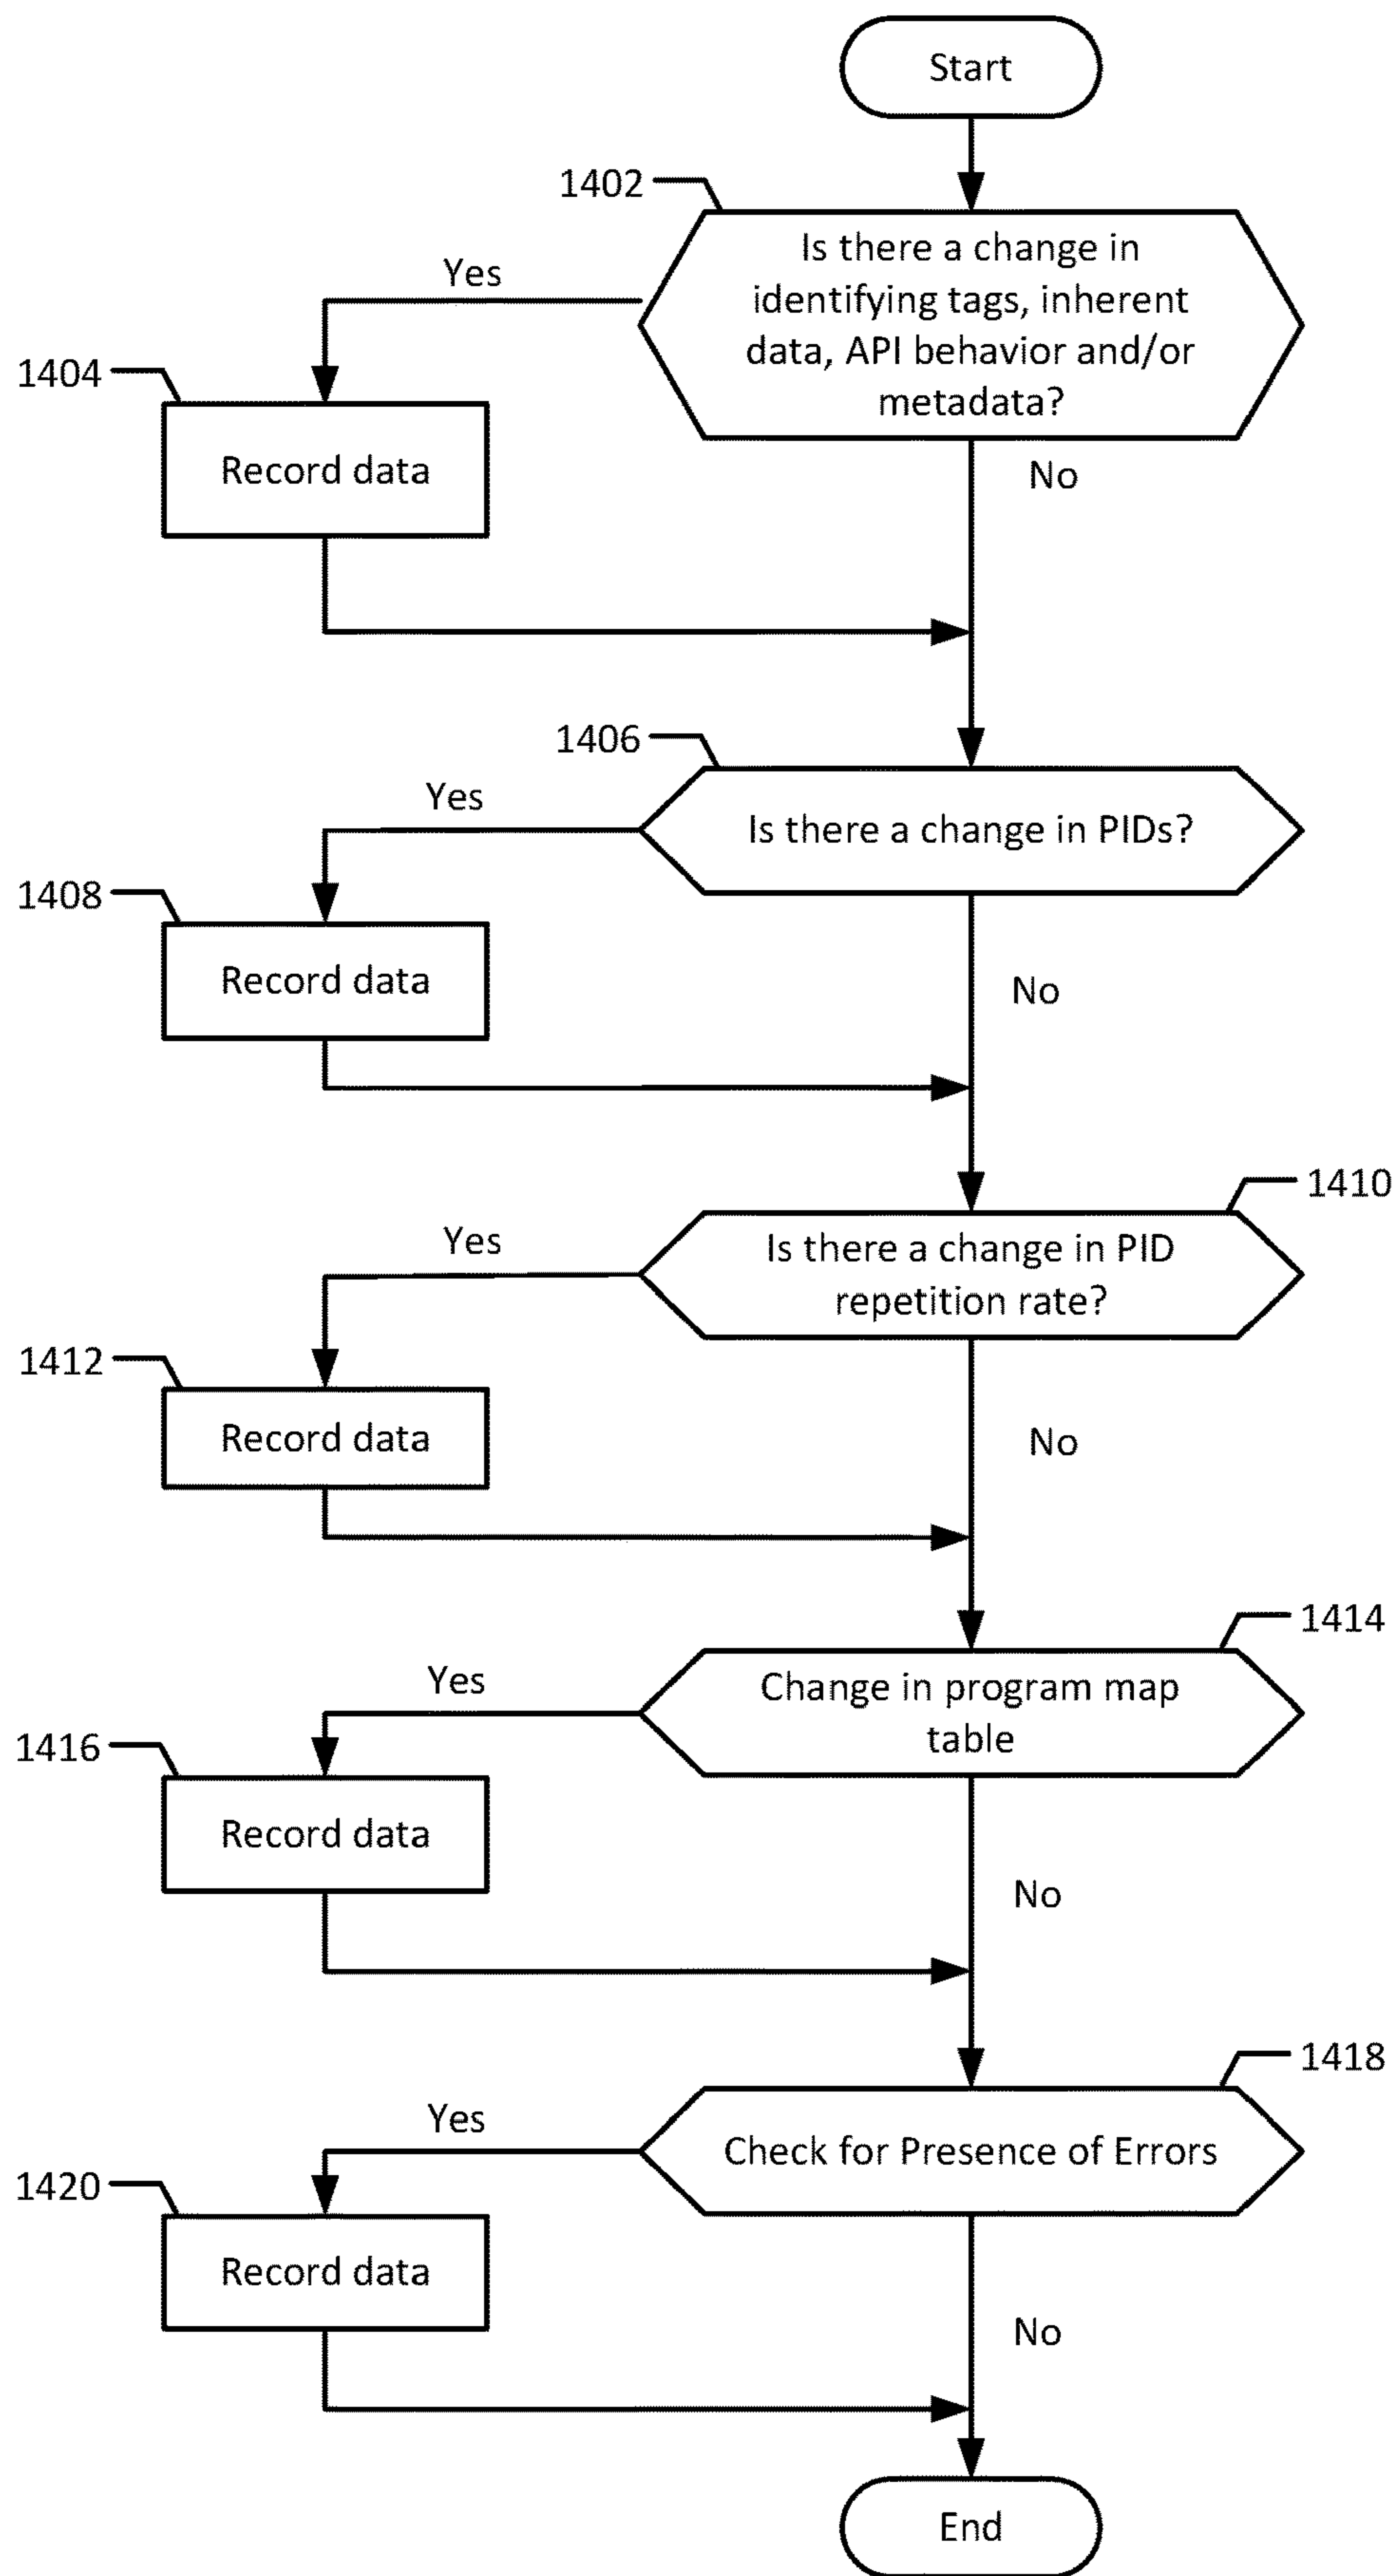 Start
1402
Is there a change in
identifying tags, inherent
data, API behavior and/or
metadata?
Yes
1404
Record data
No
1406
Is there a change in PIDs?
Yes
1408
Record data
No
1410
Is there a change in PID
repetition rate?
Yes
1412
Record data
No
1414
Change in program map
table
Yes
1416
Record data
No
1418
Check for Presence of Errors
Yes
1420
Record data
No
End